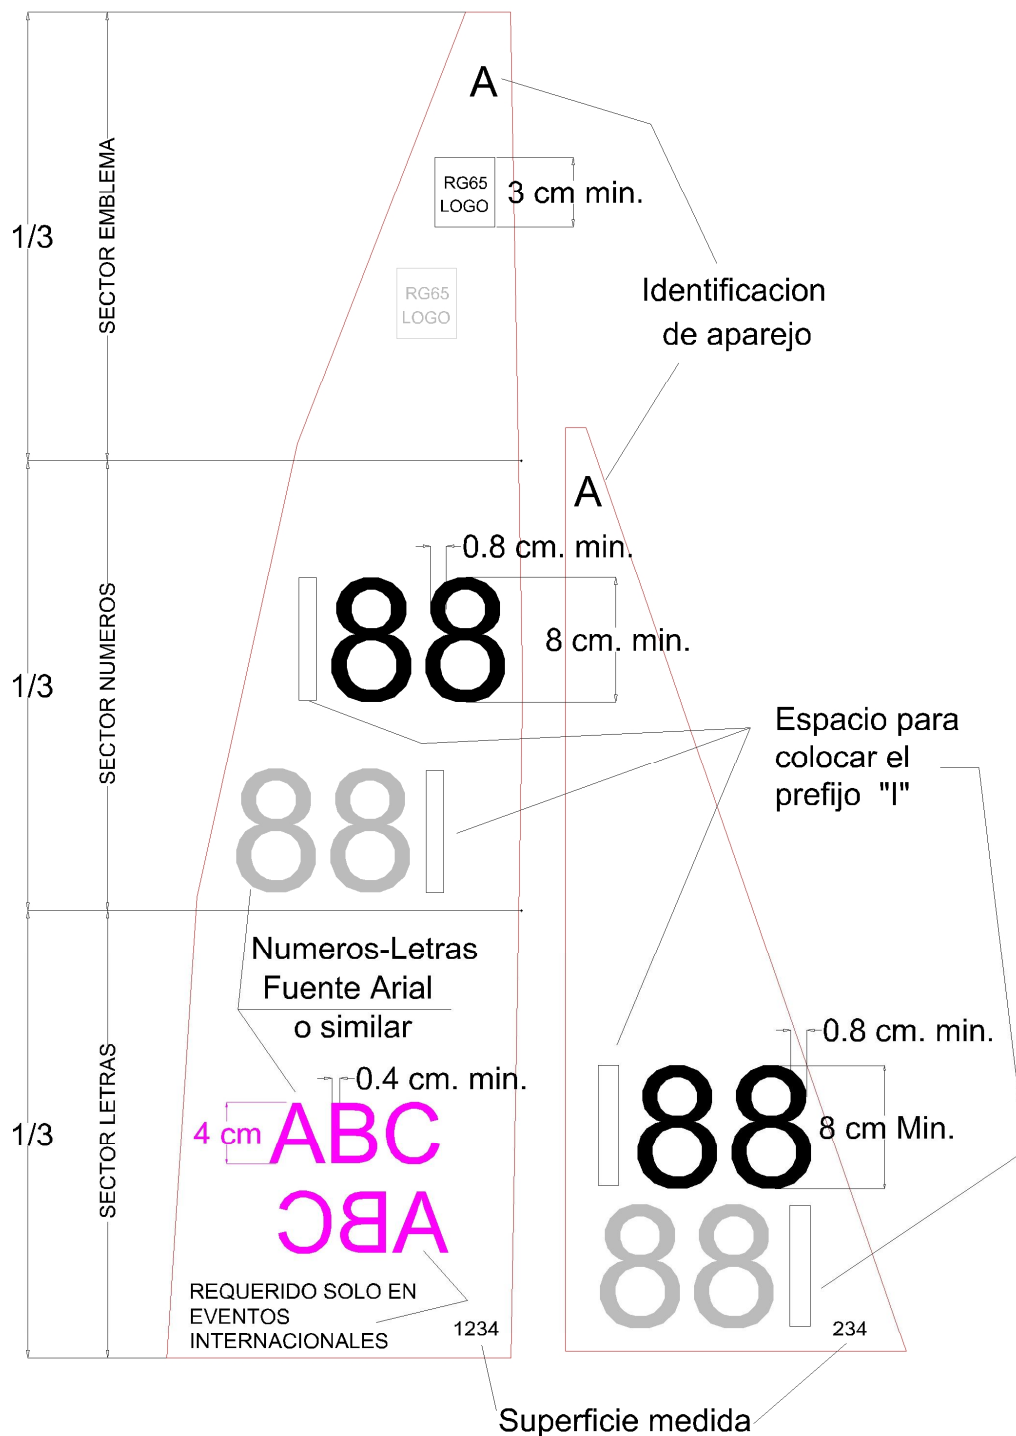 A
RG65
LOGO
3 cm min.
1/3
SECTOR EMBLEMA
RG65
LOGO
Identificacion
de aparejo
A
0.8 cm. min.
88
8 cm. min.
1/3
SECTOR NUMEROS
Espacio para
colocar el
prefijo "I"
88
Numeros-Letras
Fuente Arial
o similar
0.8 cm. min.
0.4 cm. min.
4 cm
ABC
88
8 cm Min.
1/3
SECTOR LETRAS
ABC
88
REQUERIDO SOLO EN
EVENTOS
INTERNACIONALES
1234
234
Superficie medida